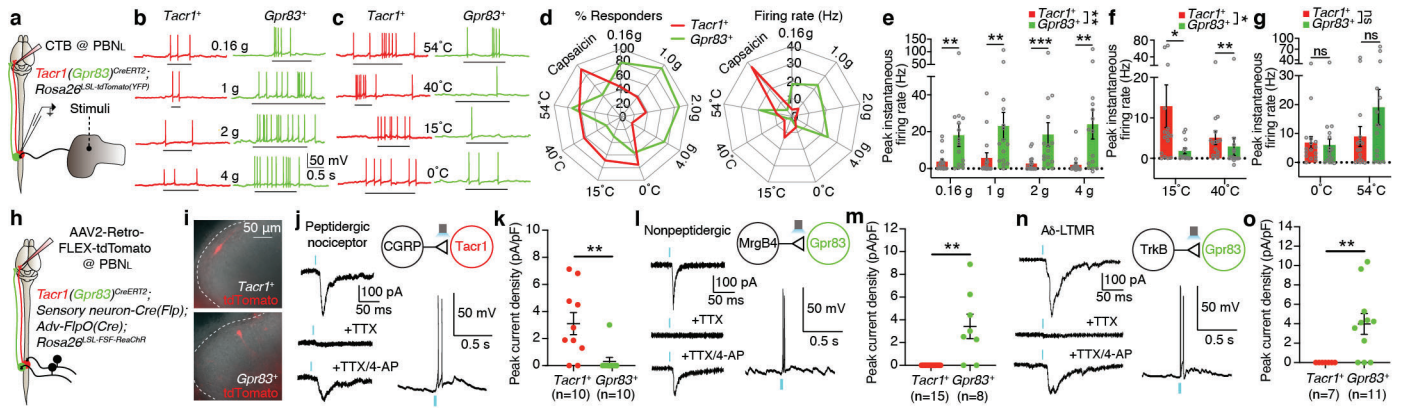 a
CTB @ PBNL
Tacr1(Gpr83)CreERT2;
Rosa26LSL-tdTomato(YFP)
Stimuli
b
Tacr1+ Gpr83+
0.16 g
1 g
2 g
4 g
50 mV
0.5 s
c
Tacr1+ Gpr83+
54°C
40°C
15°C
0°C
d
% Responders
Tacr1+
Gpr83+
Firing rate (Hz)
0.16 g
1.0g
2.0g
4.0g
0°C
15°C
40°C
54°C
Capsaicin
100
80
60
40
20
0
0.16 g
1.0g
2.0g
4.0g
0°C
15°C
40°C
54°C
Capsaicin
40
30
20
10
0
e
Tacr1+
Gpr83+
**
** ** *** **
Peak instantaneous
firing rate (Hz)
150
100
50
40
20
0
0.16 g 1 g 2 g 4 g
f
Tacr1+
Gpr83+
*
* **
Peak instantaneous
firing rate (Hz)
150
100
50
20
10
0
15°C 40°C
g
Tacr1+
Gpr83+
ns
ns ns
Peak instantaneous
firing rate (Hz)
100
75
50
30
20
10
0
0°C 54°C
h
AAV2-Retro-
FLEX-tdTomato
@ PBNL
Tacr1(Gpr83)CreERT2;
Sensory neuron-Cre(Flp);
Adv-FlpO(Cre);
Rosa26LSL-FSF-ReaChR
i
50 μm
Tacr1+
tdTomato
Gpr83+
tdTomato
j
Peptidergic
nociceptor
CGRP Tacr1
100 pA
50 ms
+TTX
+TTX/4-AP
50 mV
0.5 s
k
**
Peak current density (pA/pF)
8
6
4
2
0
Tacr1+ Gpr83+
(n=10) (n=10)
l
Nonpeptidergic
MrgB4 Gpr83
100 pA
50 ms
+TTX
+TTX/4-AP
50 mV
0.5 s
m
**
Peak current density (pA/pF)
10
8
6
4
2
0
Tacr1+ Gpr83+
(n=15) (n=8)
n
Aδ-LTMR
TrkB Gpr83
100 pA
50 ms
+TTX
+TTX/4-AP
50 mV
0.5 s
o
**
Peak current density (pA/pF)
14
12
10
8
6
4
2
0
Tacr1+ Gpr83+
(n=7) (n=11)